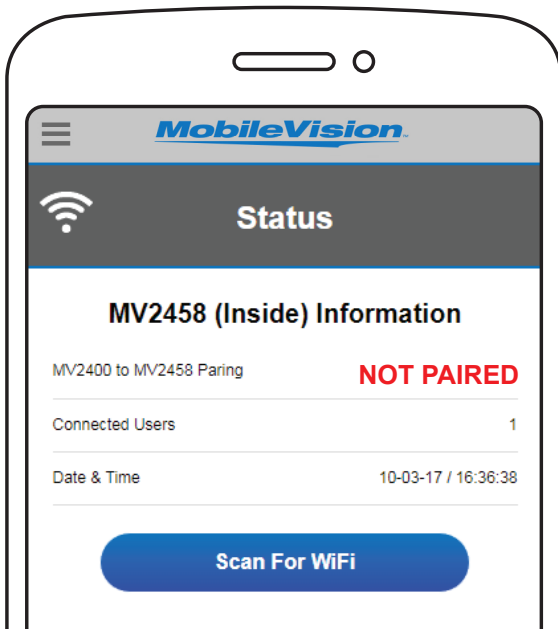 MobileVision
Status
MV2458 (Inside) Information
MV2400 to MV2458 Paring NOT PAIRED
Connected Users 1
Date & Time 10-03-17 / 16:36:38
Scan For WiFi